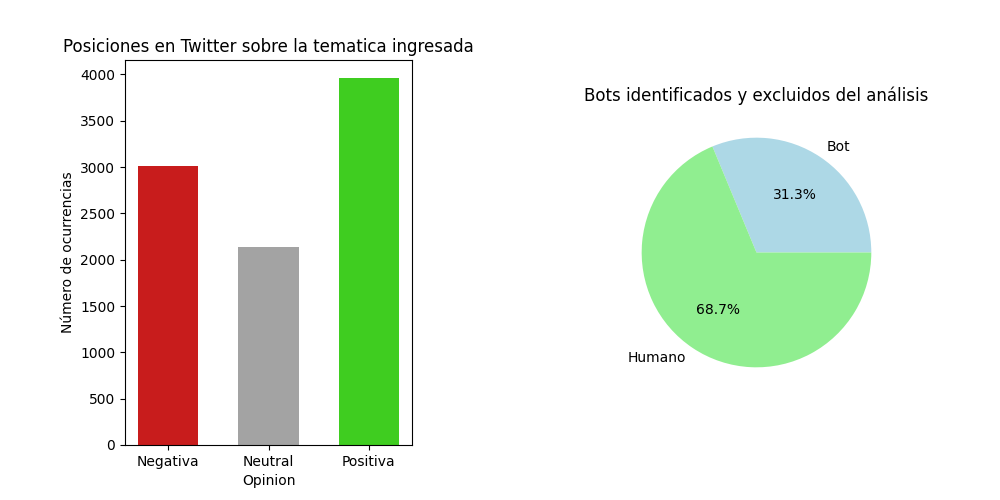 Posiciones en Twitter sobre la tematica ingresada
Número de ocurrencias
4000
3500
3000
2500
2000
1500
1000
500
0
Negativa
Neutral
Positiva
Opinion
Bots identificados y excluidos del análisis
Bot
31.3%
68.7%
Humano